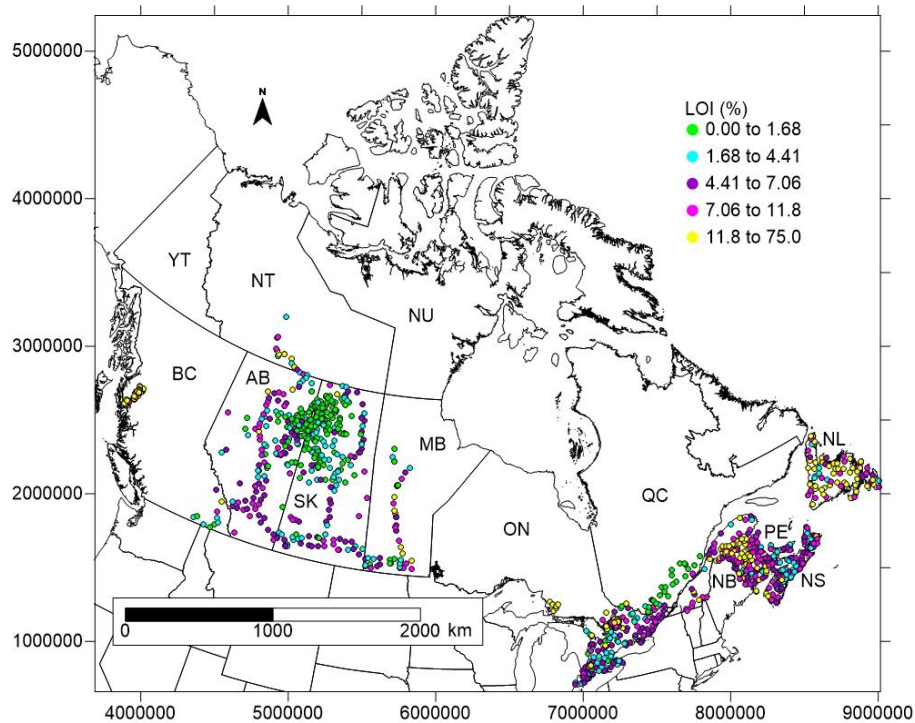 5000000
4000000
3000000
2000000
1000000
N
LOI (%)
0.00 to 1.68
1.68 to 4.41
4.41 to 7.06
7.06 to 11.8
11.8 to 75.0
YT
NT
NU
BC
AB
MB
SK
ON
QC
NL
PE
NB
NS
0 1000 2000 km
4000000 5000000 6000000 7000000 8000000 9000000